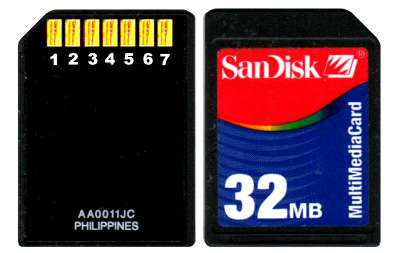 1 2 3 4 5 6 7
AA0011JC
PHILIPPINES
SanDisk
MultiMediaCard
32MB